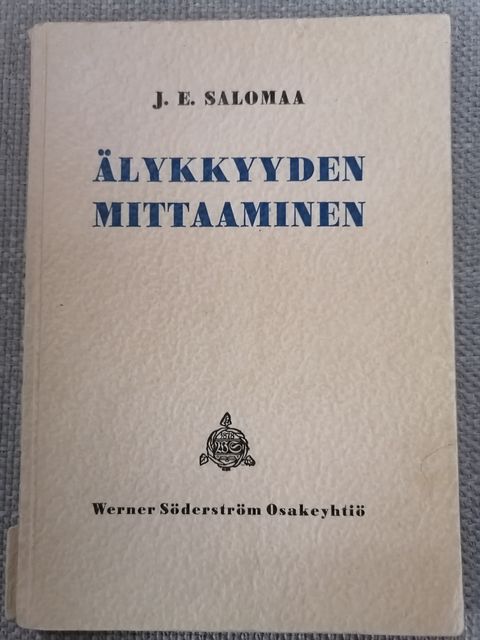 J. E. SALOMAA
ÄLYKKYYDEN
MITTAAMINEN
Werner Söderström Osakeyhtiö